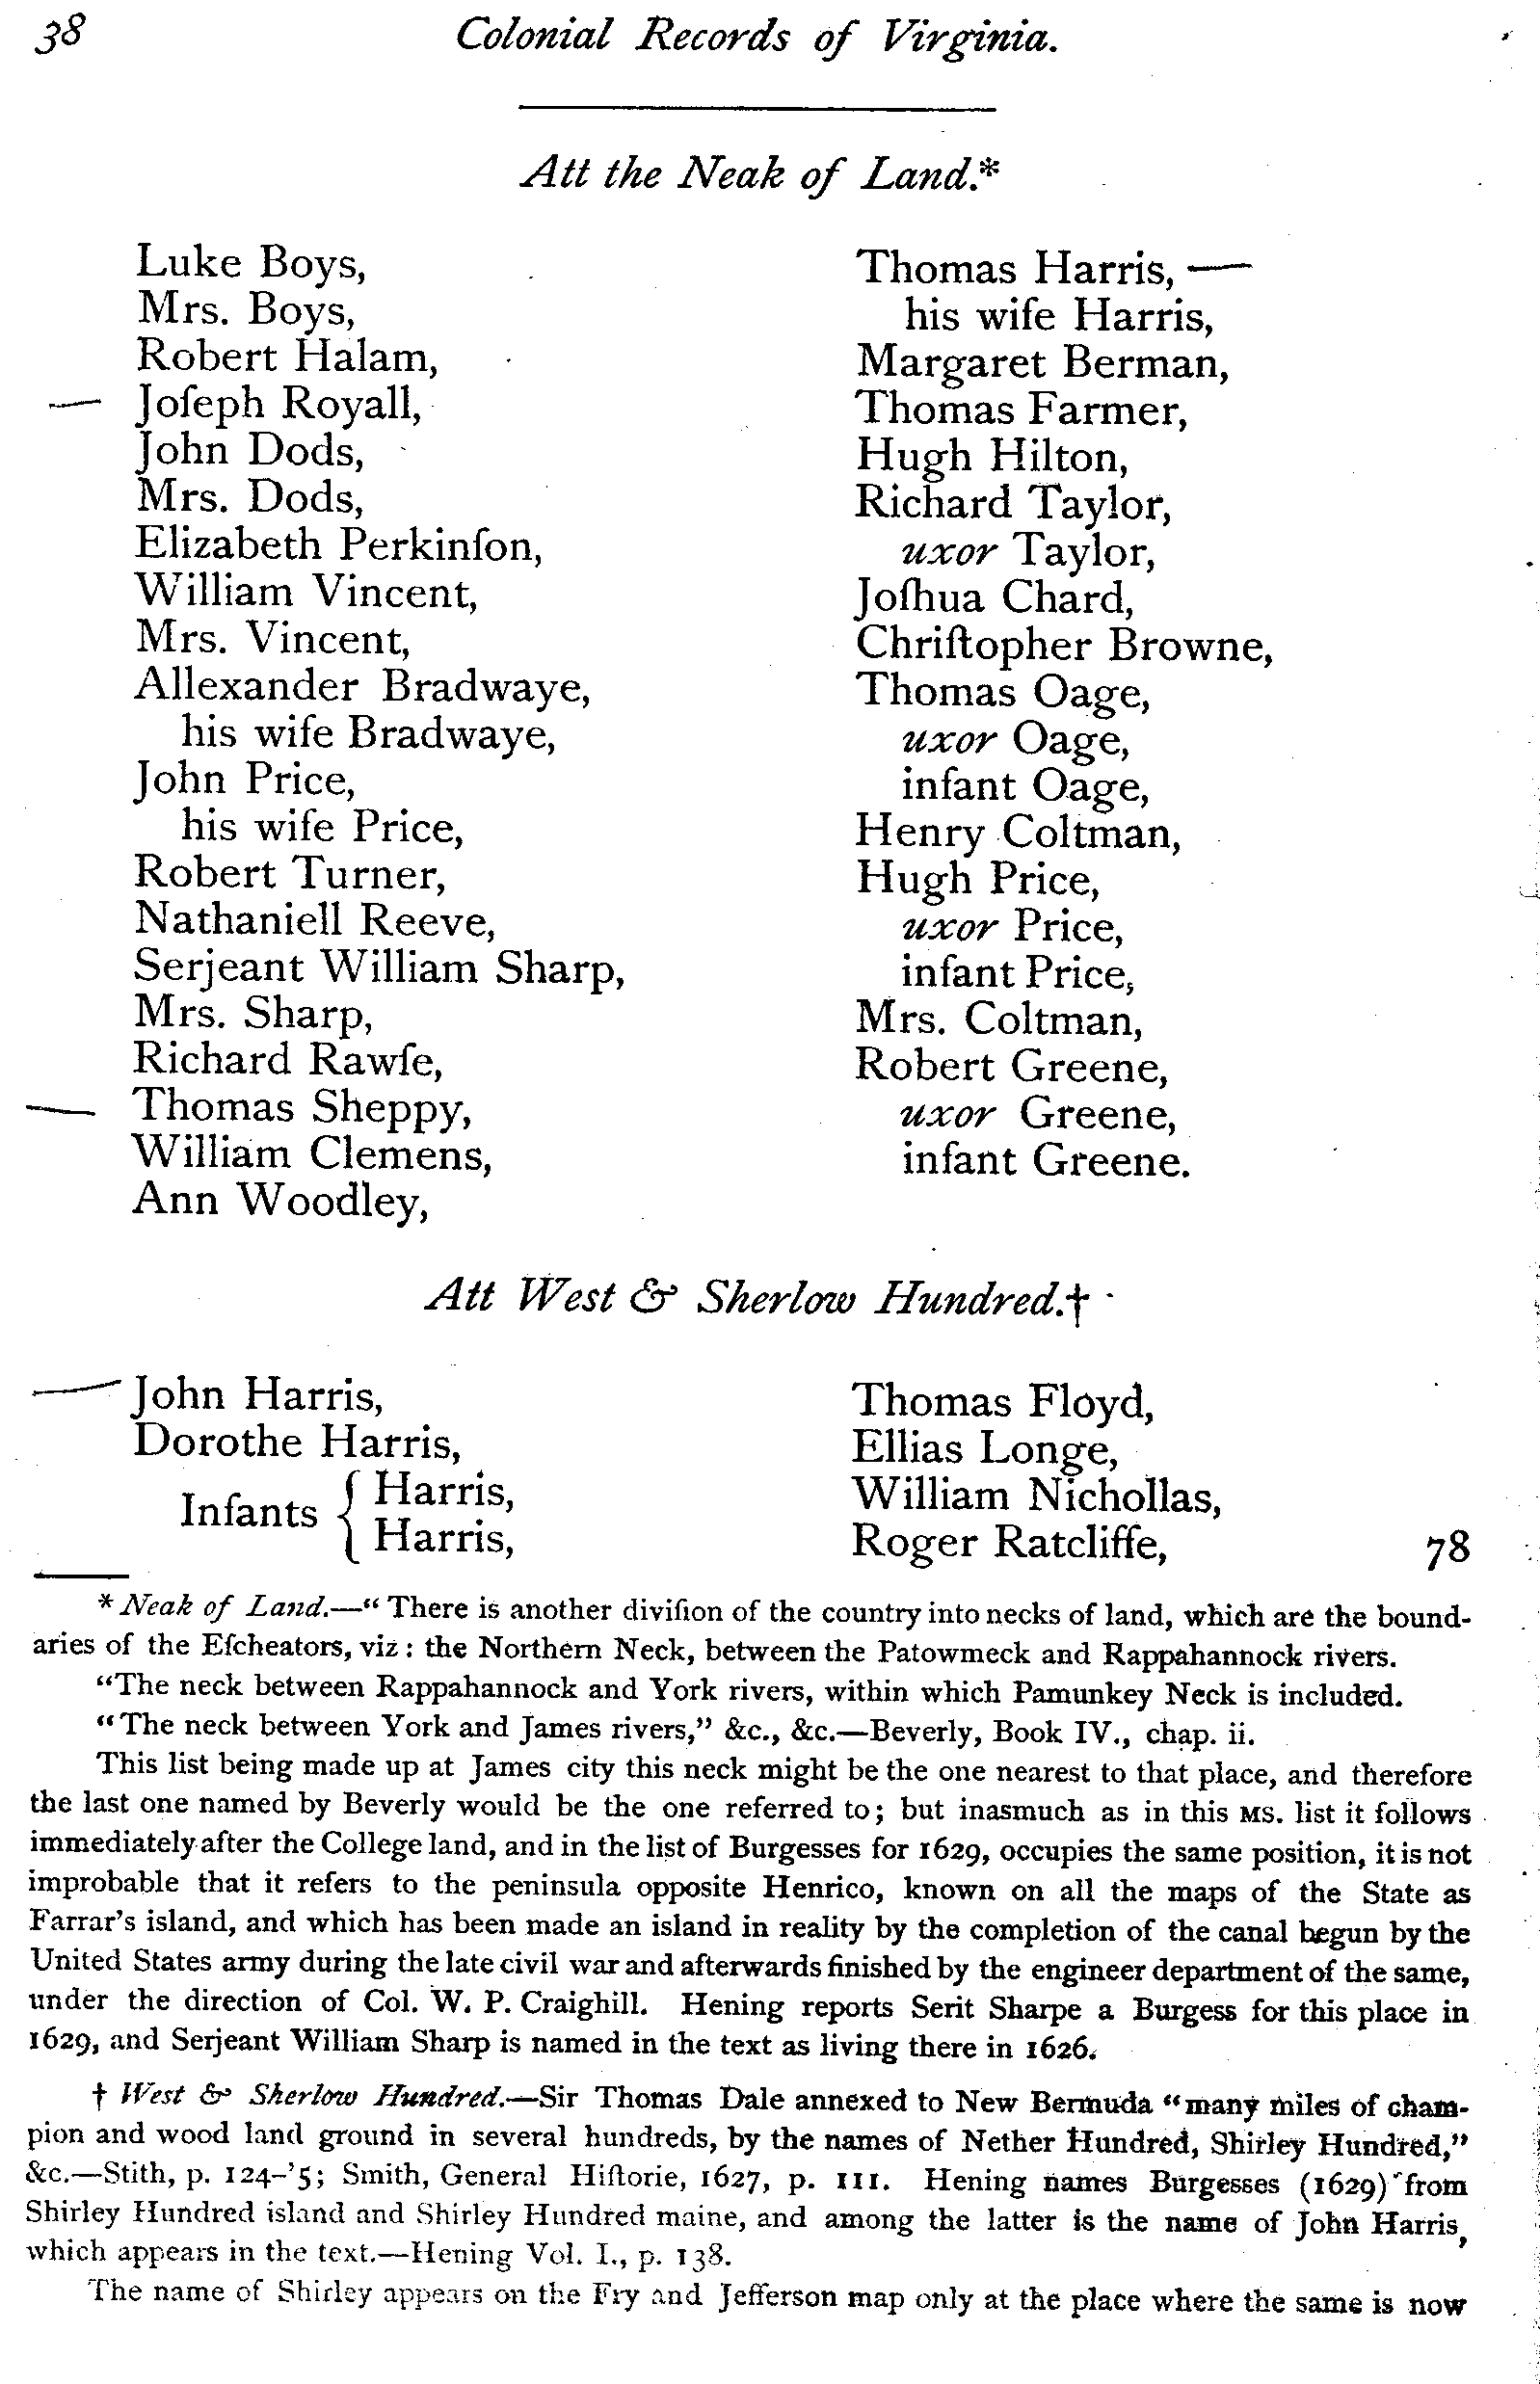 38
Colonial Records of Virginia.
Att the Neak of Land.*
Luke Boys,
Mrs. Boys,
Robert Halam,
Joſeph Royall,
John Dods,
Mrs. Dods,
Elizabeth Perkinſon,
William Vincent,
Mrs. Vincent,
Allexander Bradwaye,
his wife Bradwaye,
John Price,
his wife Price,
Robert Turner,
Nathaniell Reeve,
Serjeant William Sharp,
Mrs. Sharp,
Richard Rawſe,
Thomas Sheppy,
William Clemens,
Ann Woodley,
Thomas Harris,
his wife Harris,
Margaret Berman,
Thomas Farmer,
Hugh Hilton,
Richard Taylor,
uxor Taylor,
Joſhua Chard,
Chriſtopher Browne,
Thomas Oage,
uxor Oage,
infant Oage,
Henry Coltman,
Hugh Price,
uxor Price,
infant Price,
Mrs. Coltman,
Robert Greene,
uxor Greene,
infant Greene.
Att West & Sherlow Hundred.†
John Harris,
Dorothe Harris,
Infants { Harris,
Harris,
Thomas Floyd,
Ellias Longe,
William Nichollas,
Roger Ratcliffe,
78
* Neak of Land.—“ There is another diviſion of the country into necks of land, which are the bound-
aries of the Eſcheators, viz : the Northern Neck, between the Patowmeck and Rappahannock rivers.
“The neck between Rappahannock and York rivers, within which Pamunkey Neck is included.
“The neck between York and James rivers,” &c., &c.—Beverly, Book IV., chap. ii.
This list being made up at James city this neck might be the one nearest to that place, and therefore
the last one named by Beverly would be the one referred to; but inasmuch as in this MS. list it follows
immediately after the College land, and in the list of Burgesses for 1629, occupies the same position, it is not
improbable that it refers to the peninsula opposite Henrico, known on all the maps of the State as
Farrar’s island, and which has been made an island in reality by the completion of the canal begun by the
United States army during the late civil war and afterwards finished by the engineer department of the same,
under the direction of Col. W. P. Craighill. Hening reports Serit Sharpe a Burgess for this place in
1629, and Serjeant William Sharp is named in the text as living there in 1626.
† West & Sherlow Hundred.—Sir Thomas Dale annexed to New Bermuda “many miles of cham-
pion and wood land ground in several hundreds, by the names of Nether Hundred, Shirley Hundred,”
&c.—Stith, p. 124–’5; Smith, General Hiſtorie, 1627, p. 111. Hening names Burgesses (1629) from
Shirley Hundred island and Shirley Hundred maine, and among the latter is the name of John Harris,
which appears in the text.—Hening Vol. I., p. 138.
The name of Shirley appears on the Fry and Jefferson map only at the place where the same is now